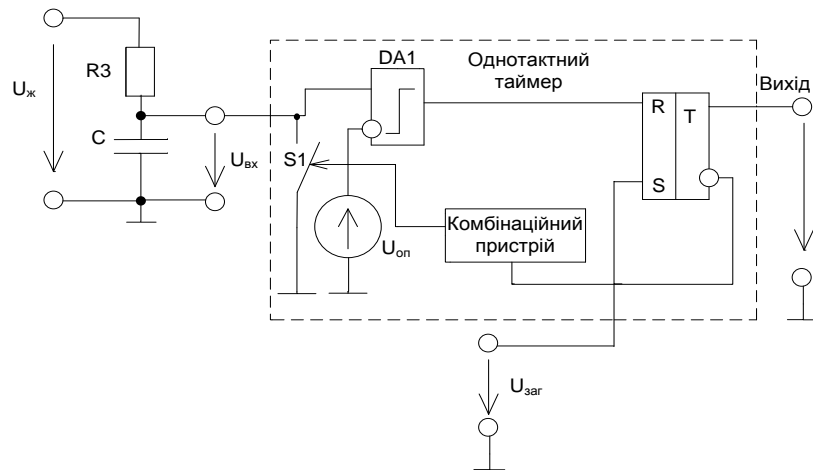 DA1
Однотактний
таймер
R3
Uж
C
Uвх
S1
Uоп
Комбінаційний
пристрій
R
T
S
Вихід
Uзаг